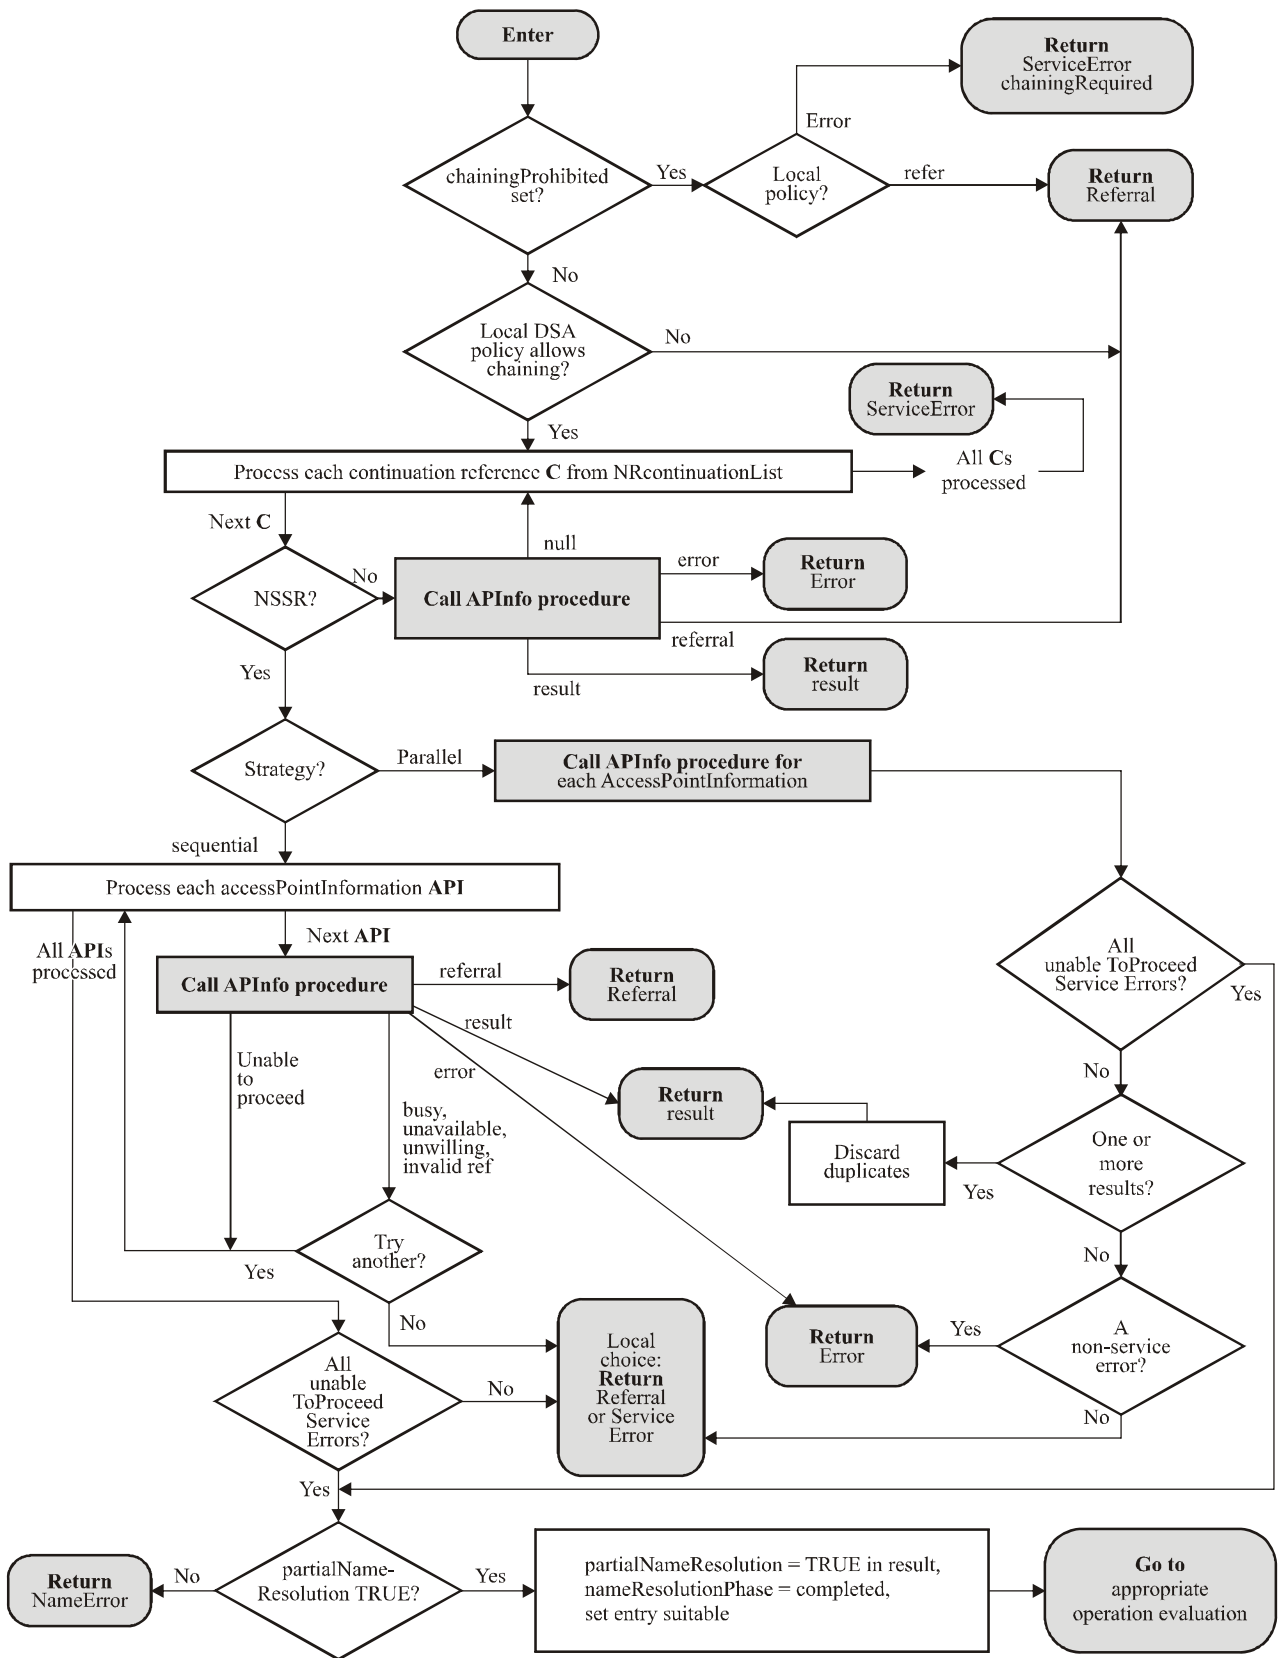 Enter
Return
ServiceError
chainingRequired
Error
chainingProhibited
set?
Yes
Local
policy?
refer
Return
Referral
No
Local DSA
policy allows
chaining?
No
Return
ServiceError
Yes
Process each continuation reference C from NRcontinuationList
All Cs
processed
Next C
null
NSSR?
No
Call APInfo procedure
error
Return
Error
referral
Yes
result
Return
result
Strategy?
Parallel
Call APInfo procedure for
each AccessPointInformation
sequential
Process each accessPointInformation API
All APIs
processed
Next API
Call APInfo procedure
referral
Return
Referral
All
unable ToProceed
Service Errors?
Yes
result
Unable
to
proceed
error
No
busy,
unavailable,
unwilling,
invalid ref
Return
result
Discard
duplicates
Yes
One or
more
results?
Try
another?
Yes
No
No
Local
choice:
Return
Referral
or Service
Error
Return
Error
Yes
A
non-service
error?
All
unable
ToProceed
Service
Errors?
No
No
Yes
Return
NameError
No
partialName-
Resolution TRUE?
Yes
partialNameResolution = TRUE in result,
nameResolutionPhase = completed,
set entry suitable
Go to
appropriate
operation evaluation